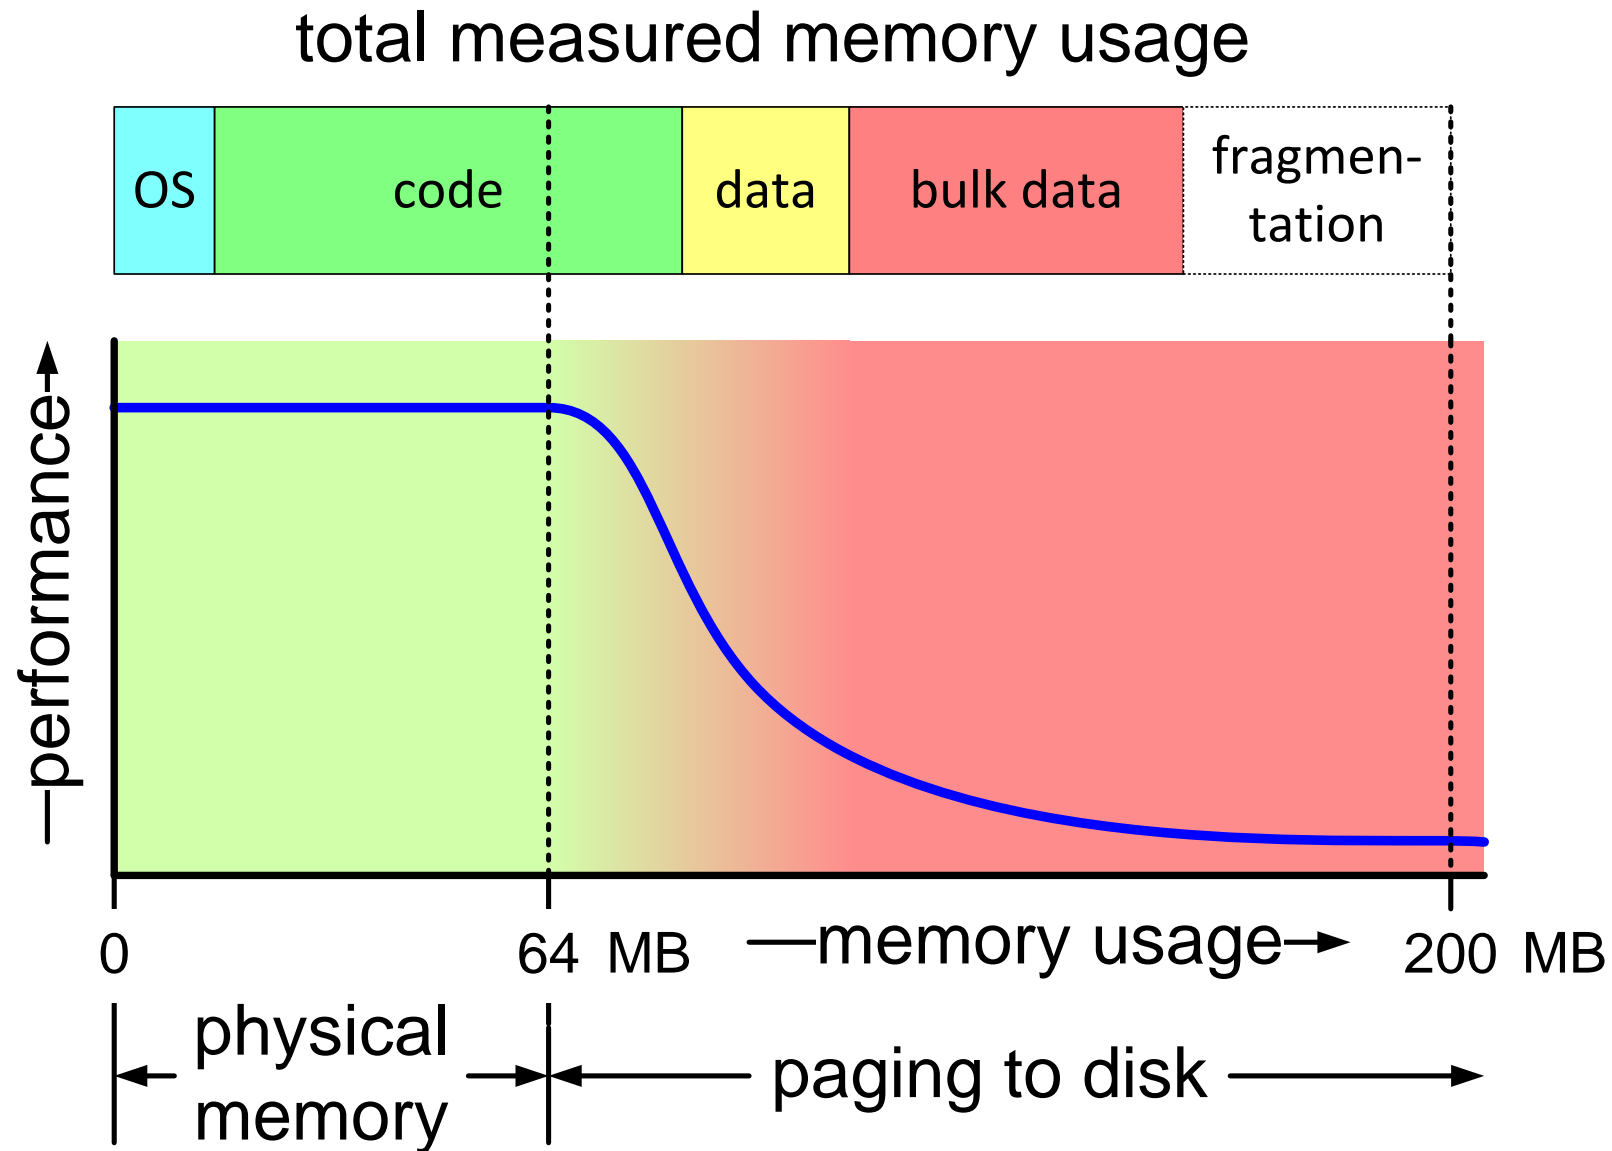 total measured memory usage
OS
code
data
bulk data
fragmen-
tation
performance
0
64 MB
memory usage
200 MB
physical
memory
paging to disk